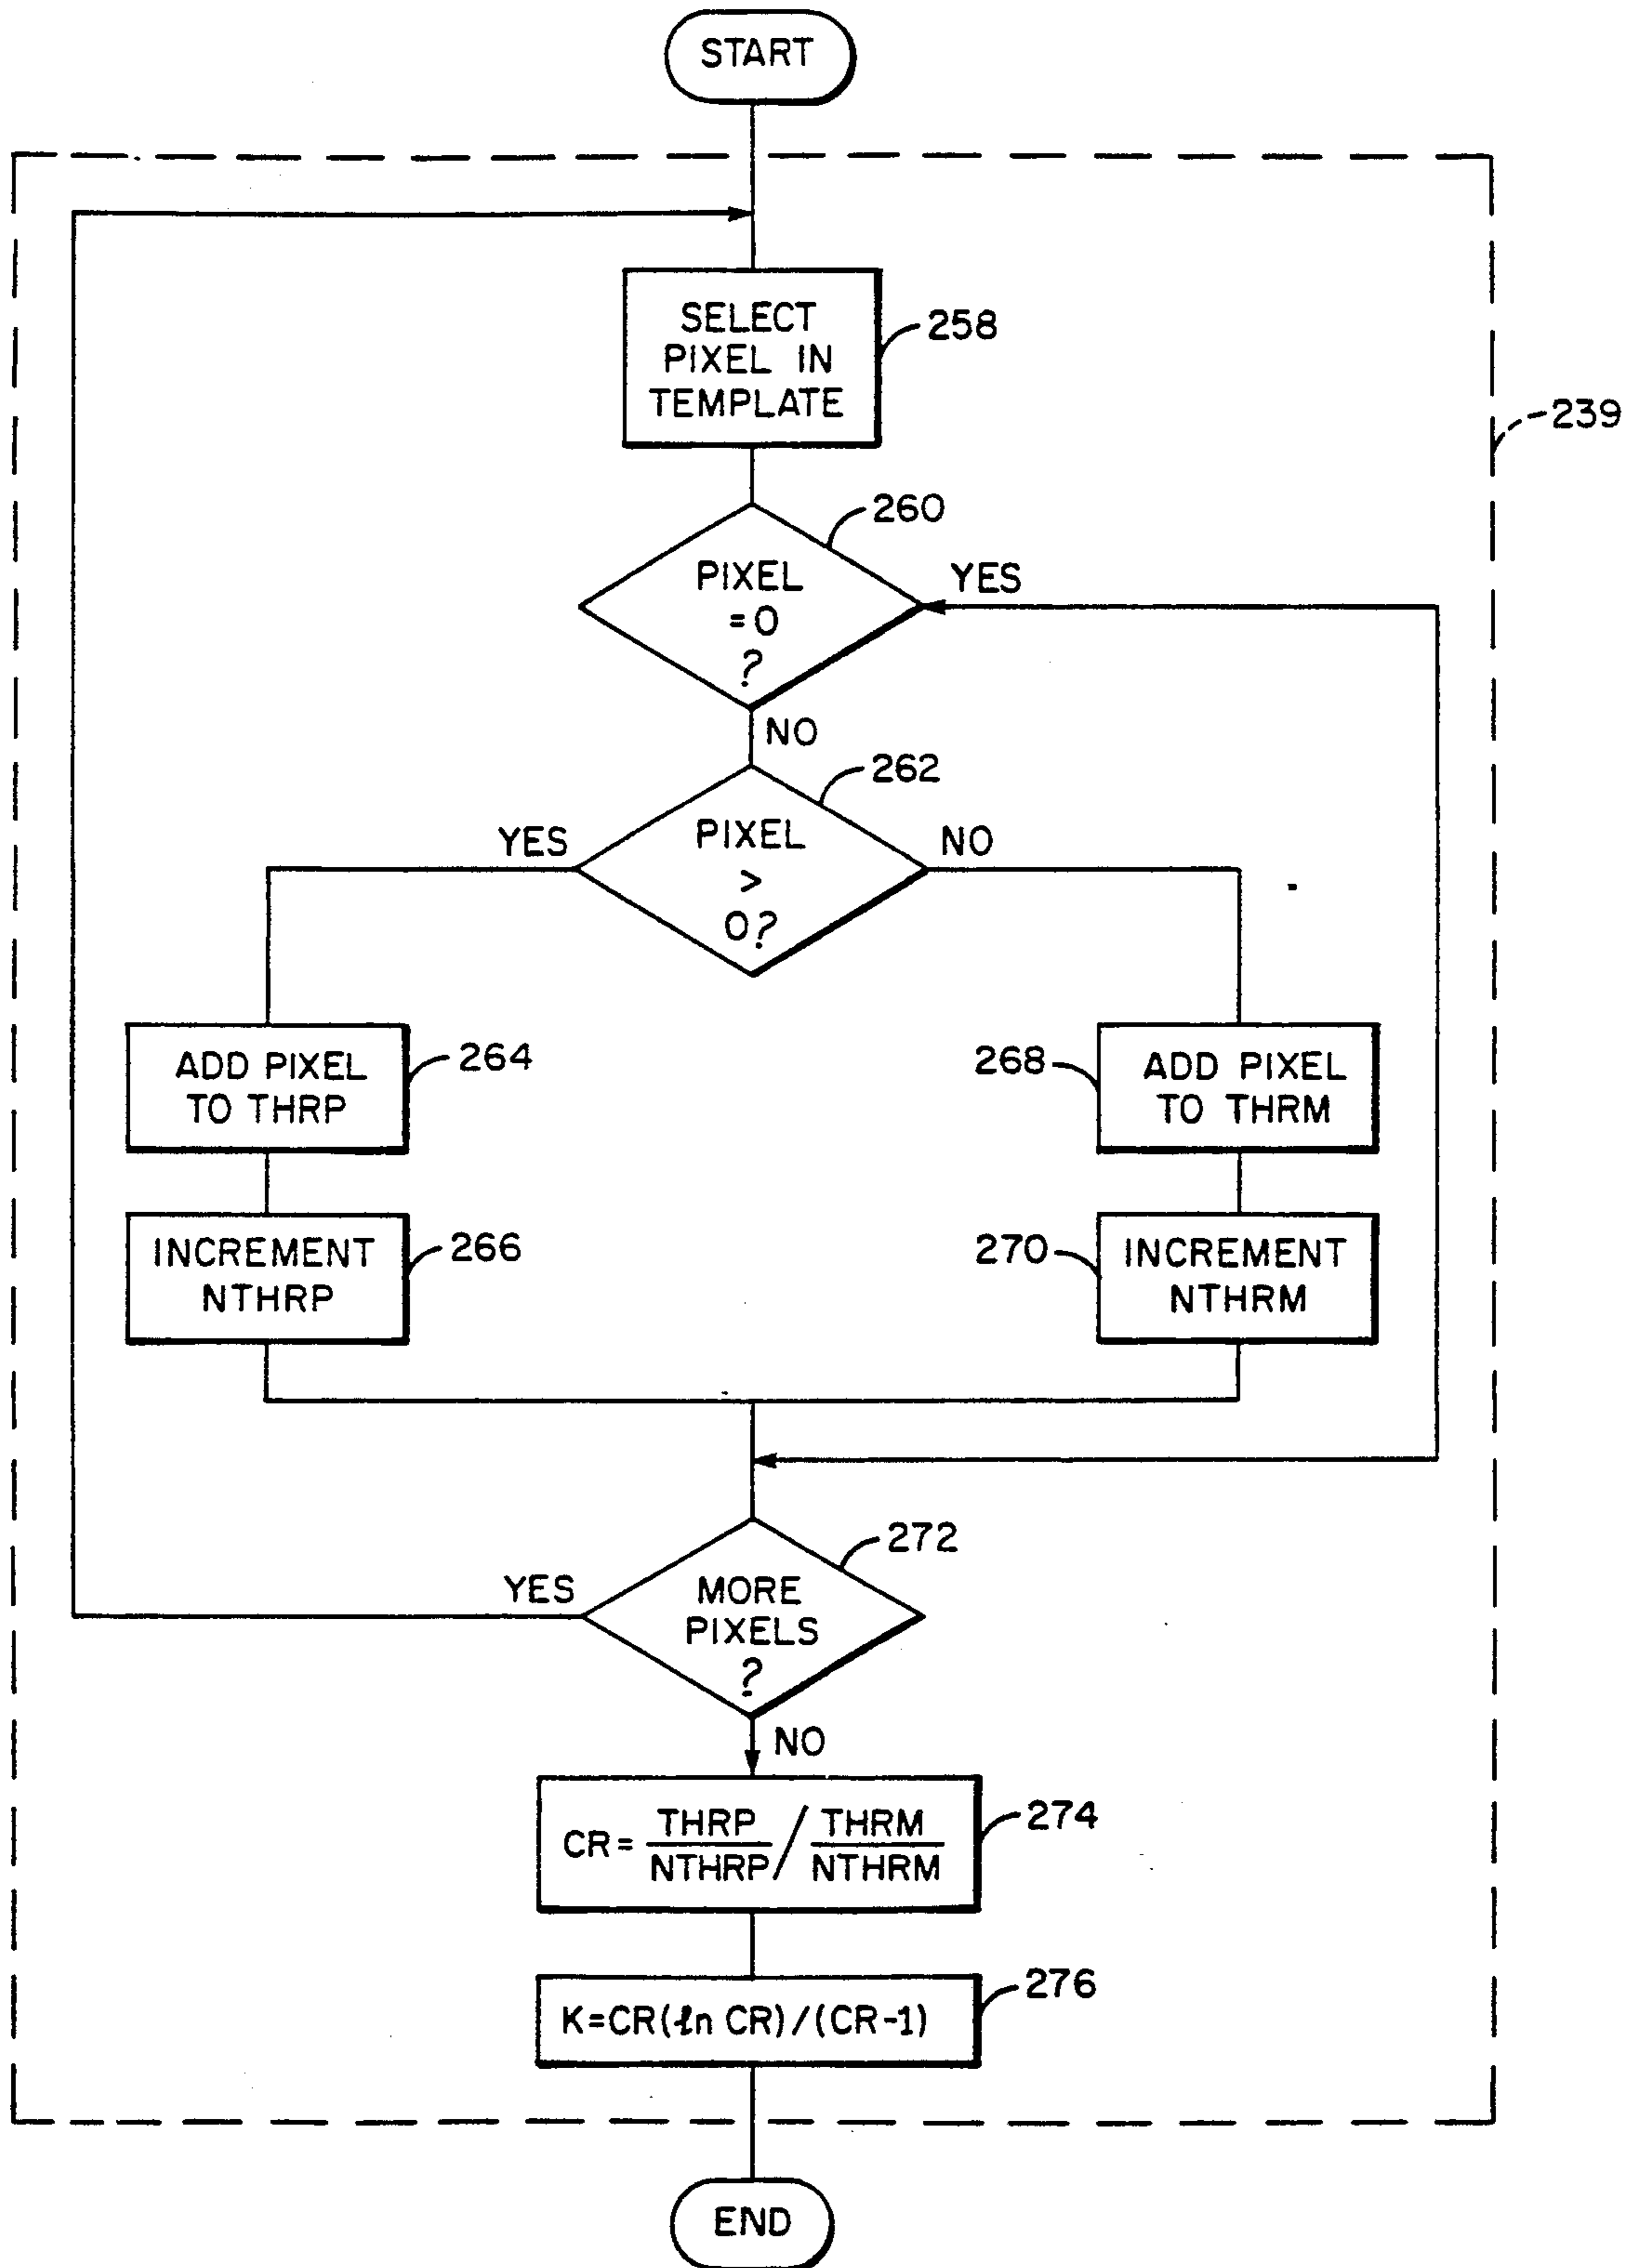 START
SELECT
PIXEL IN
TEMPLATE
258
239
260
PIXEL
=0
?
YES
NO
262
YES
PIXEL
>
0?
NO
ADD PIXEL
TO THRP
264
268
ADD PIXEL
TO THRM
INCREMENT
NTHRP
266
270
INCREMENT
NTHRM
272
YES
MORE
PIXELS
?
NO
CR= THRP/NTHRP / THRM/NTHRM
274
276
K=CR(ln CR)/(CR-1)
END